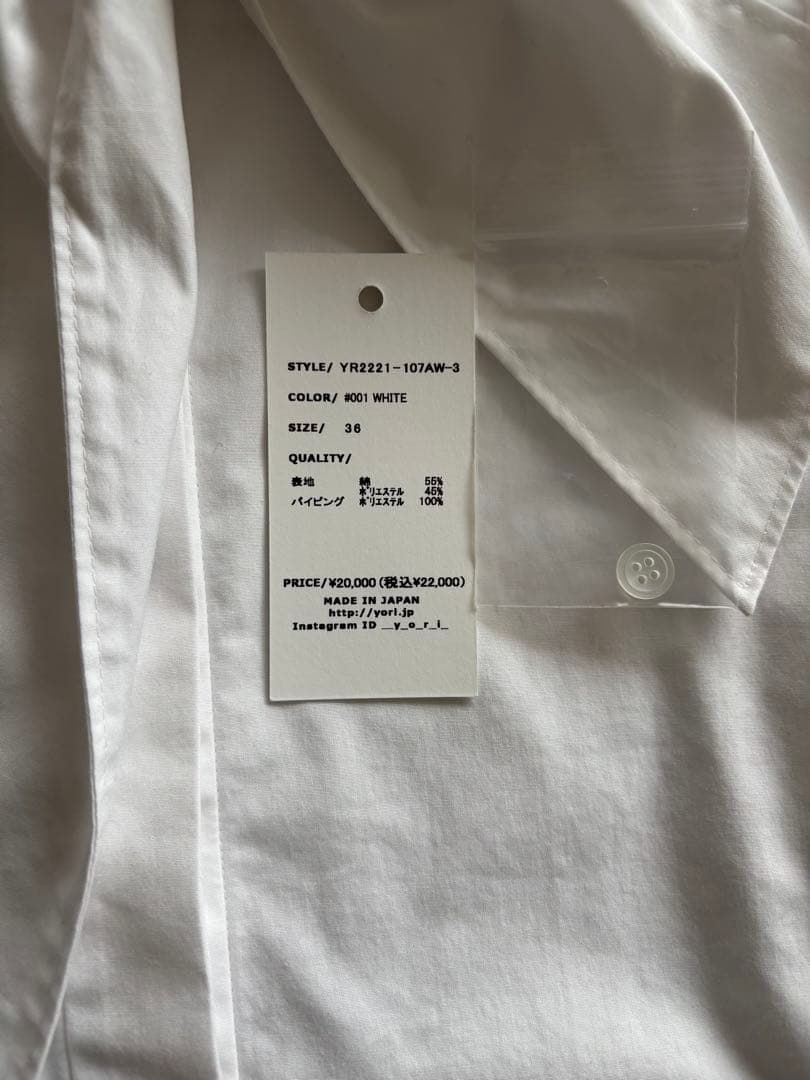 STYLE/ YR2221-107AW-3
COLOR/ #001 WHITE
SIZE/ 36
QUALITY/
表地 綿 55%
ﾎﾟﾘｴｽﾃﾙ 45%
パイピング ﾎﾟﾘｴｽﾃﾙ 100%
PRICE/¥20,000(税込¥22,000)
MADE IN JAPAN
http://yori.jp
Instagram ID __y_o_r_i_